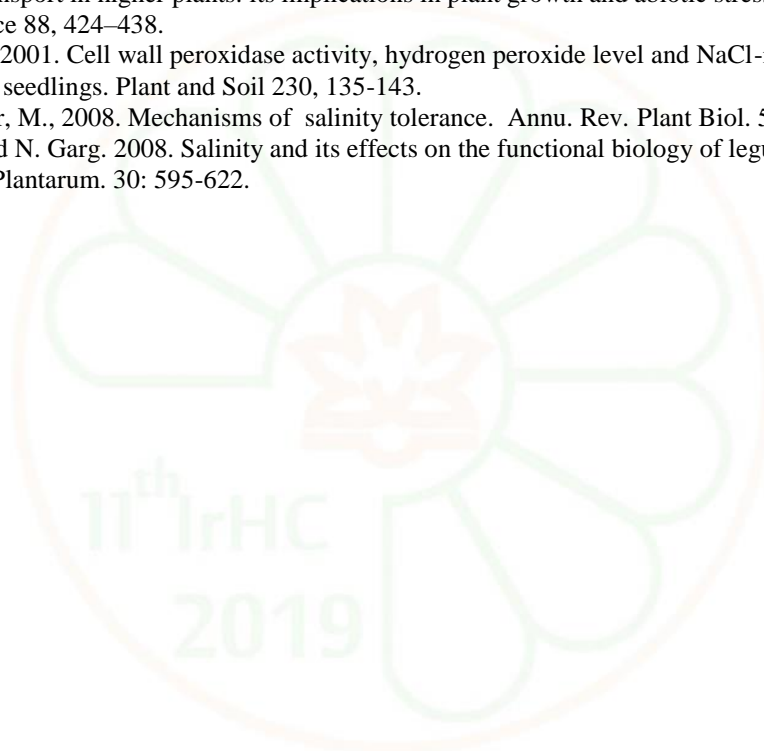 nsport in higher plants: its implications in plant growth and abiotic stres
ce 88, 424–438.
2001. Cell wall peroxidase activity, hydrogen peroxide level and NaCl-
seedlings. Plant and Soil 230, 135-143.
r, M., 2008. Mechanisms of salinity tolerance. Annu. Rev. Plant Biol. 5
d N. Garg. 2008. Salinity and its effects on the functional biology of leg
Plantarum. 30: 595-622.
11th IrHC
2019